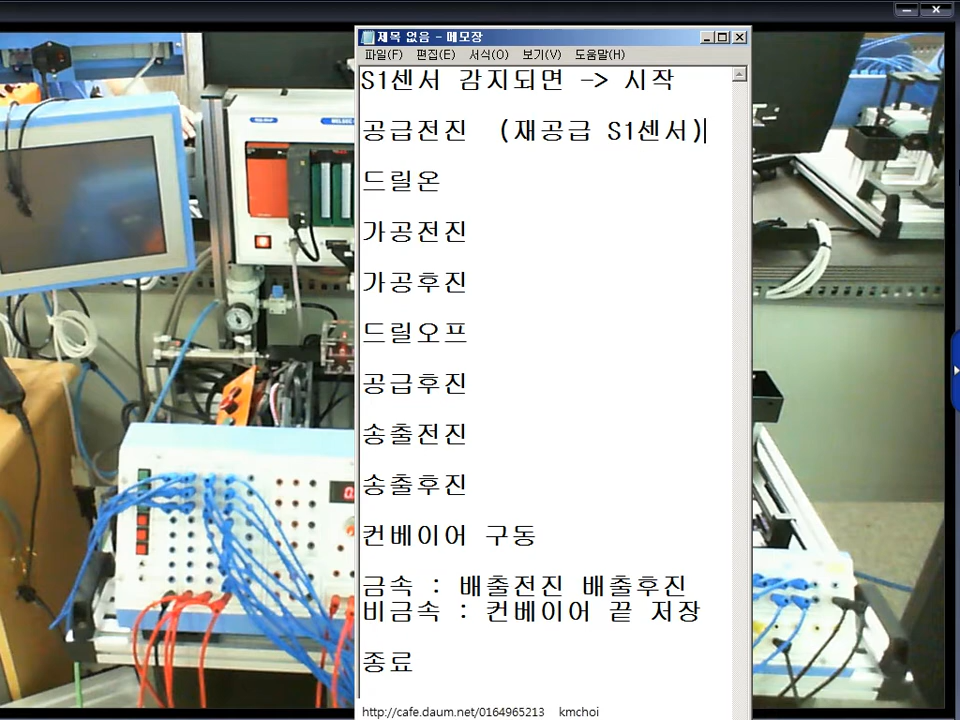 제목 없음 - 메모장
파일(F) 편집(E) 서식(O) 보기(V) 도움말(H)
S1센서 감지되면 -> 시작
공급전진 (재공급 S1센서)
드릴온
가공전진
가공후진
드릴오프
공급후진
송출전진
송출후진
컨베이어 구동
금속 : 배출전진 배출후진
비금속 : 컨베이어 끝 저장
종료
http://cafe.daum.net/0164965213 kmchoi